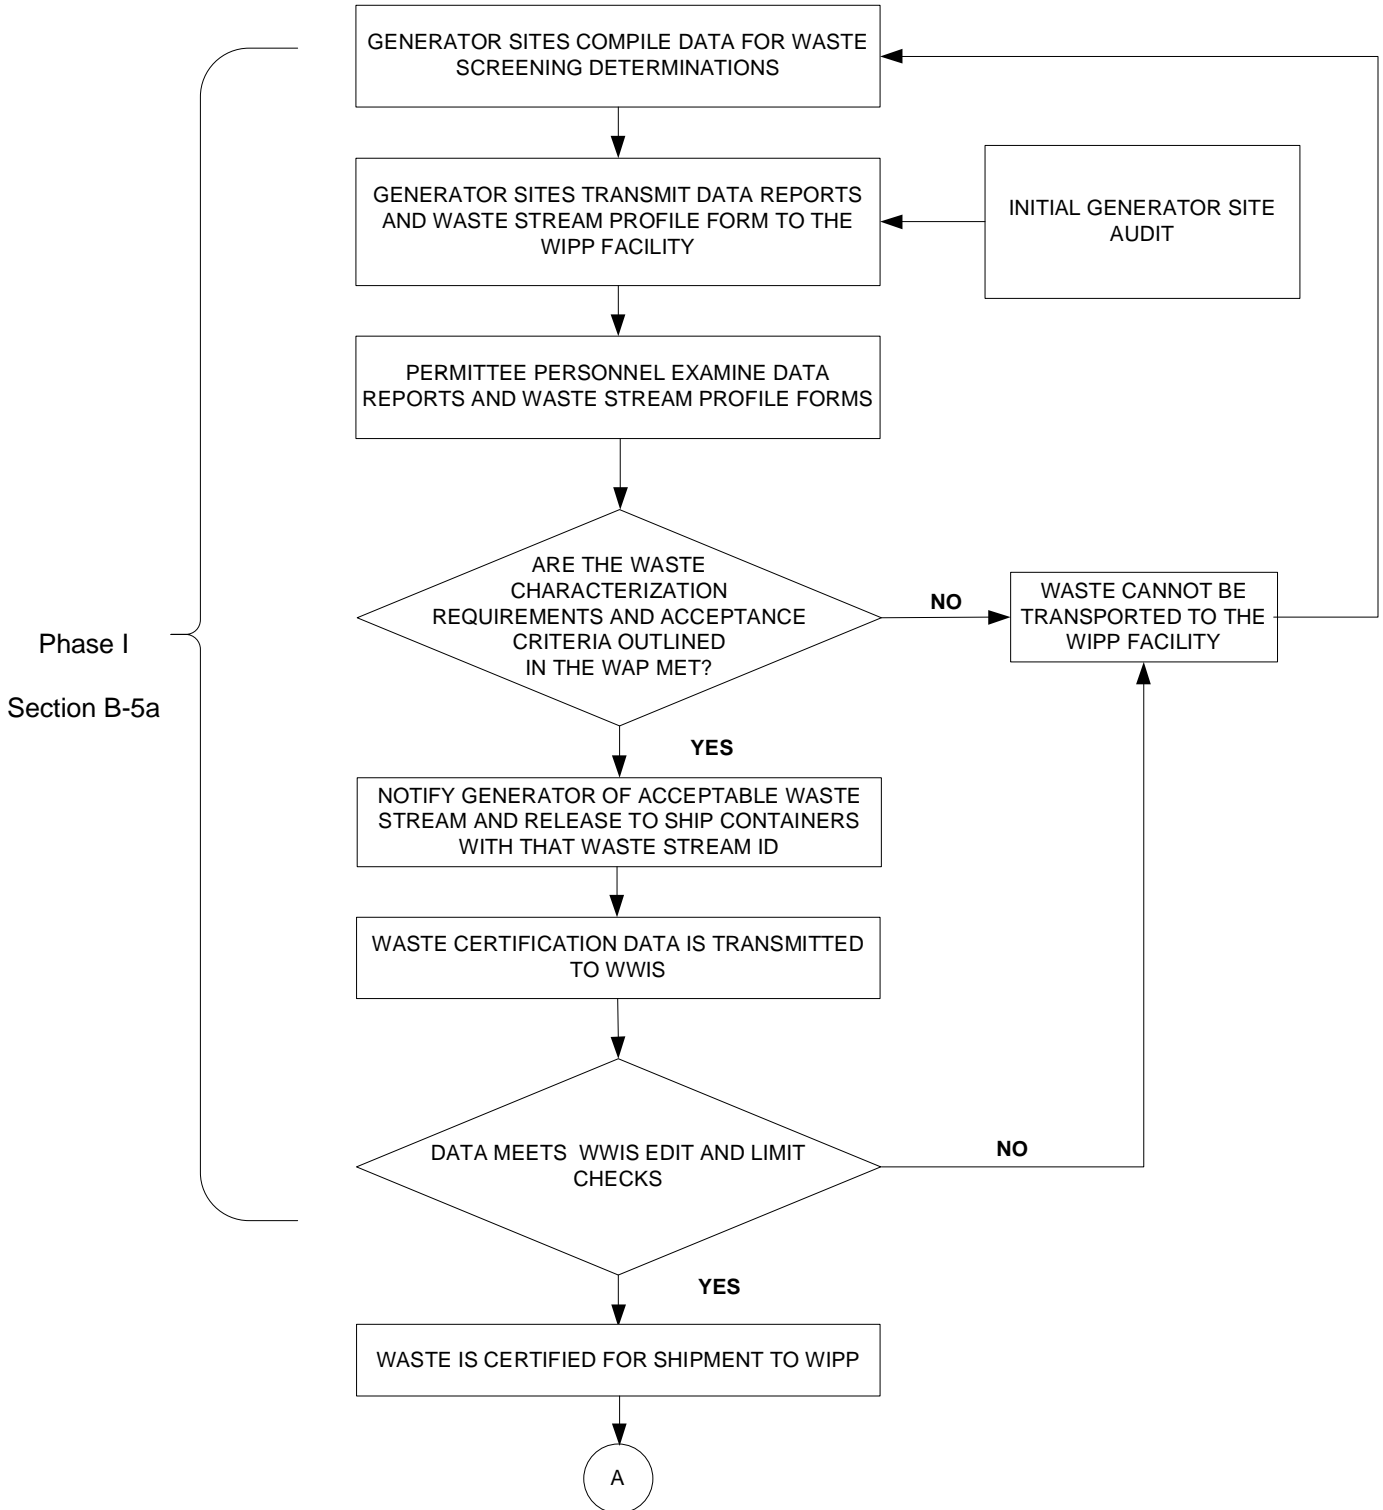 GENERATOR SITES COMPILE DATA FOR WASTE
SCREENING DETERMINATIONS
GENERATOR SITES TRANSMIT DATA REPORTS
AND WASTE STREAM PROFILE FORM TO THE
WIPP FACILITY
INITIAL GENERATOR SITE
AUDIT
PERMITTEE PERSONNEL EXAMINE DATA
REPORTS AND WASTE STREAM PROFILE FORMS
ARE THE WASTE
CHARACTERIZATION
REQUIREMENTS AND ACCEPTANCE
CRITERIA OUTLINED
IN THE WAP MET?
NO
WASTE CANNOT BE
TRANSPORTED TO THE
WIPP FACILITY
Phase I
Section B-5a
YES
NOTIFY GENERATOR OF ACCEPTABLE WASTE
STREAM AND RELEASE TO SHIP CONTAINERS
WITH THAT WASTE STREAM ID
WASTE CERTIFICATION DATA IS TRANSMITTED
TO WWIS
DATA MEETS  WWIS EDIT AND LIMIT
CHECKS
NO
YES
WASTE IS CERTIFIED FOR SHIPMENT TO WIPP
A